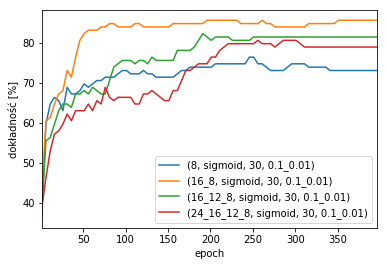 dokładność [%]
80
70
60
50
40
(8, sigmoid, 30, 0.1_0.01)
(16_8, sigmoid, 30, 0.1_0.01)
(16_12_8, sigmoid, 30, 0.1_0.01)
(24_16_12_8, sigmoid, 30, 0.1_0.01)
50 100 150 200 250 300 350
epoch